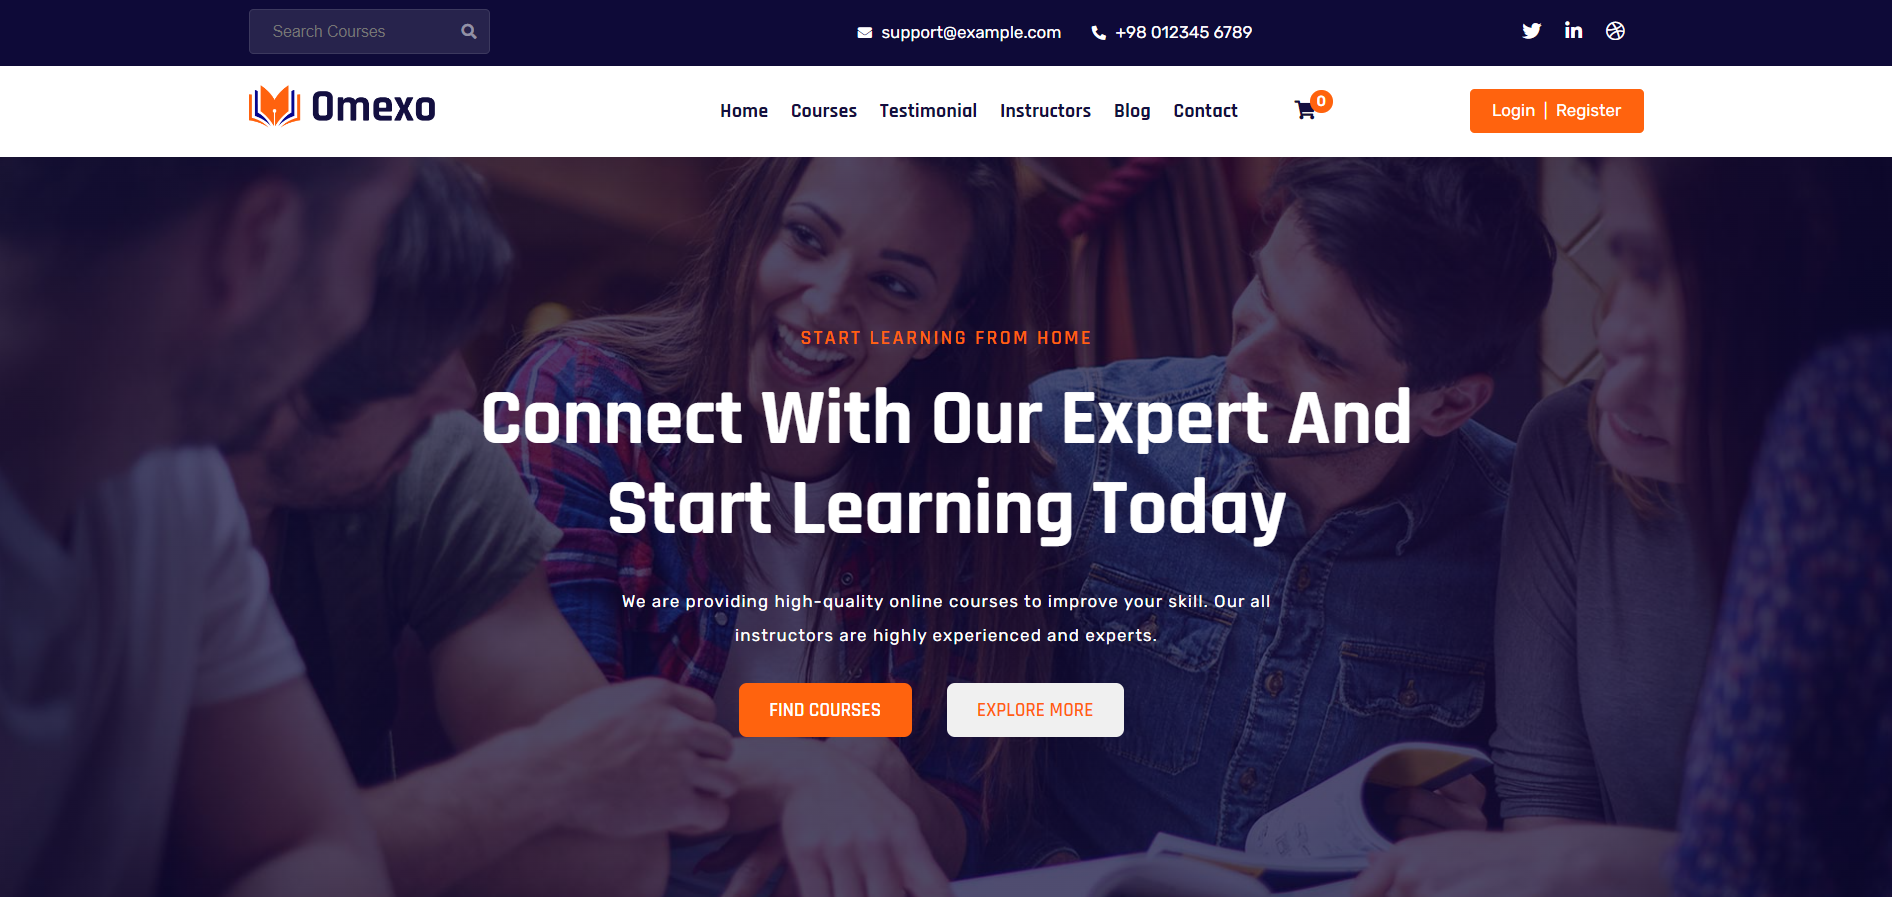 Search Courses
support@example.com
+98 012345 6789
Omexo
Home Courses Testimonial Instructors Blog Contact
0
Login | Register
START LEARNING FROM HOME
Connect With Our Expert And
Start Learning Today
We are providing high-quality online courses to improve your skill. Our all
instructors are highly experienced and experts.
FIND COURSES
EXPLORE MORE